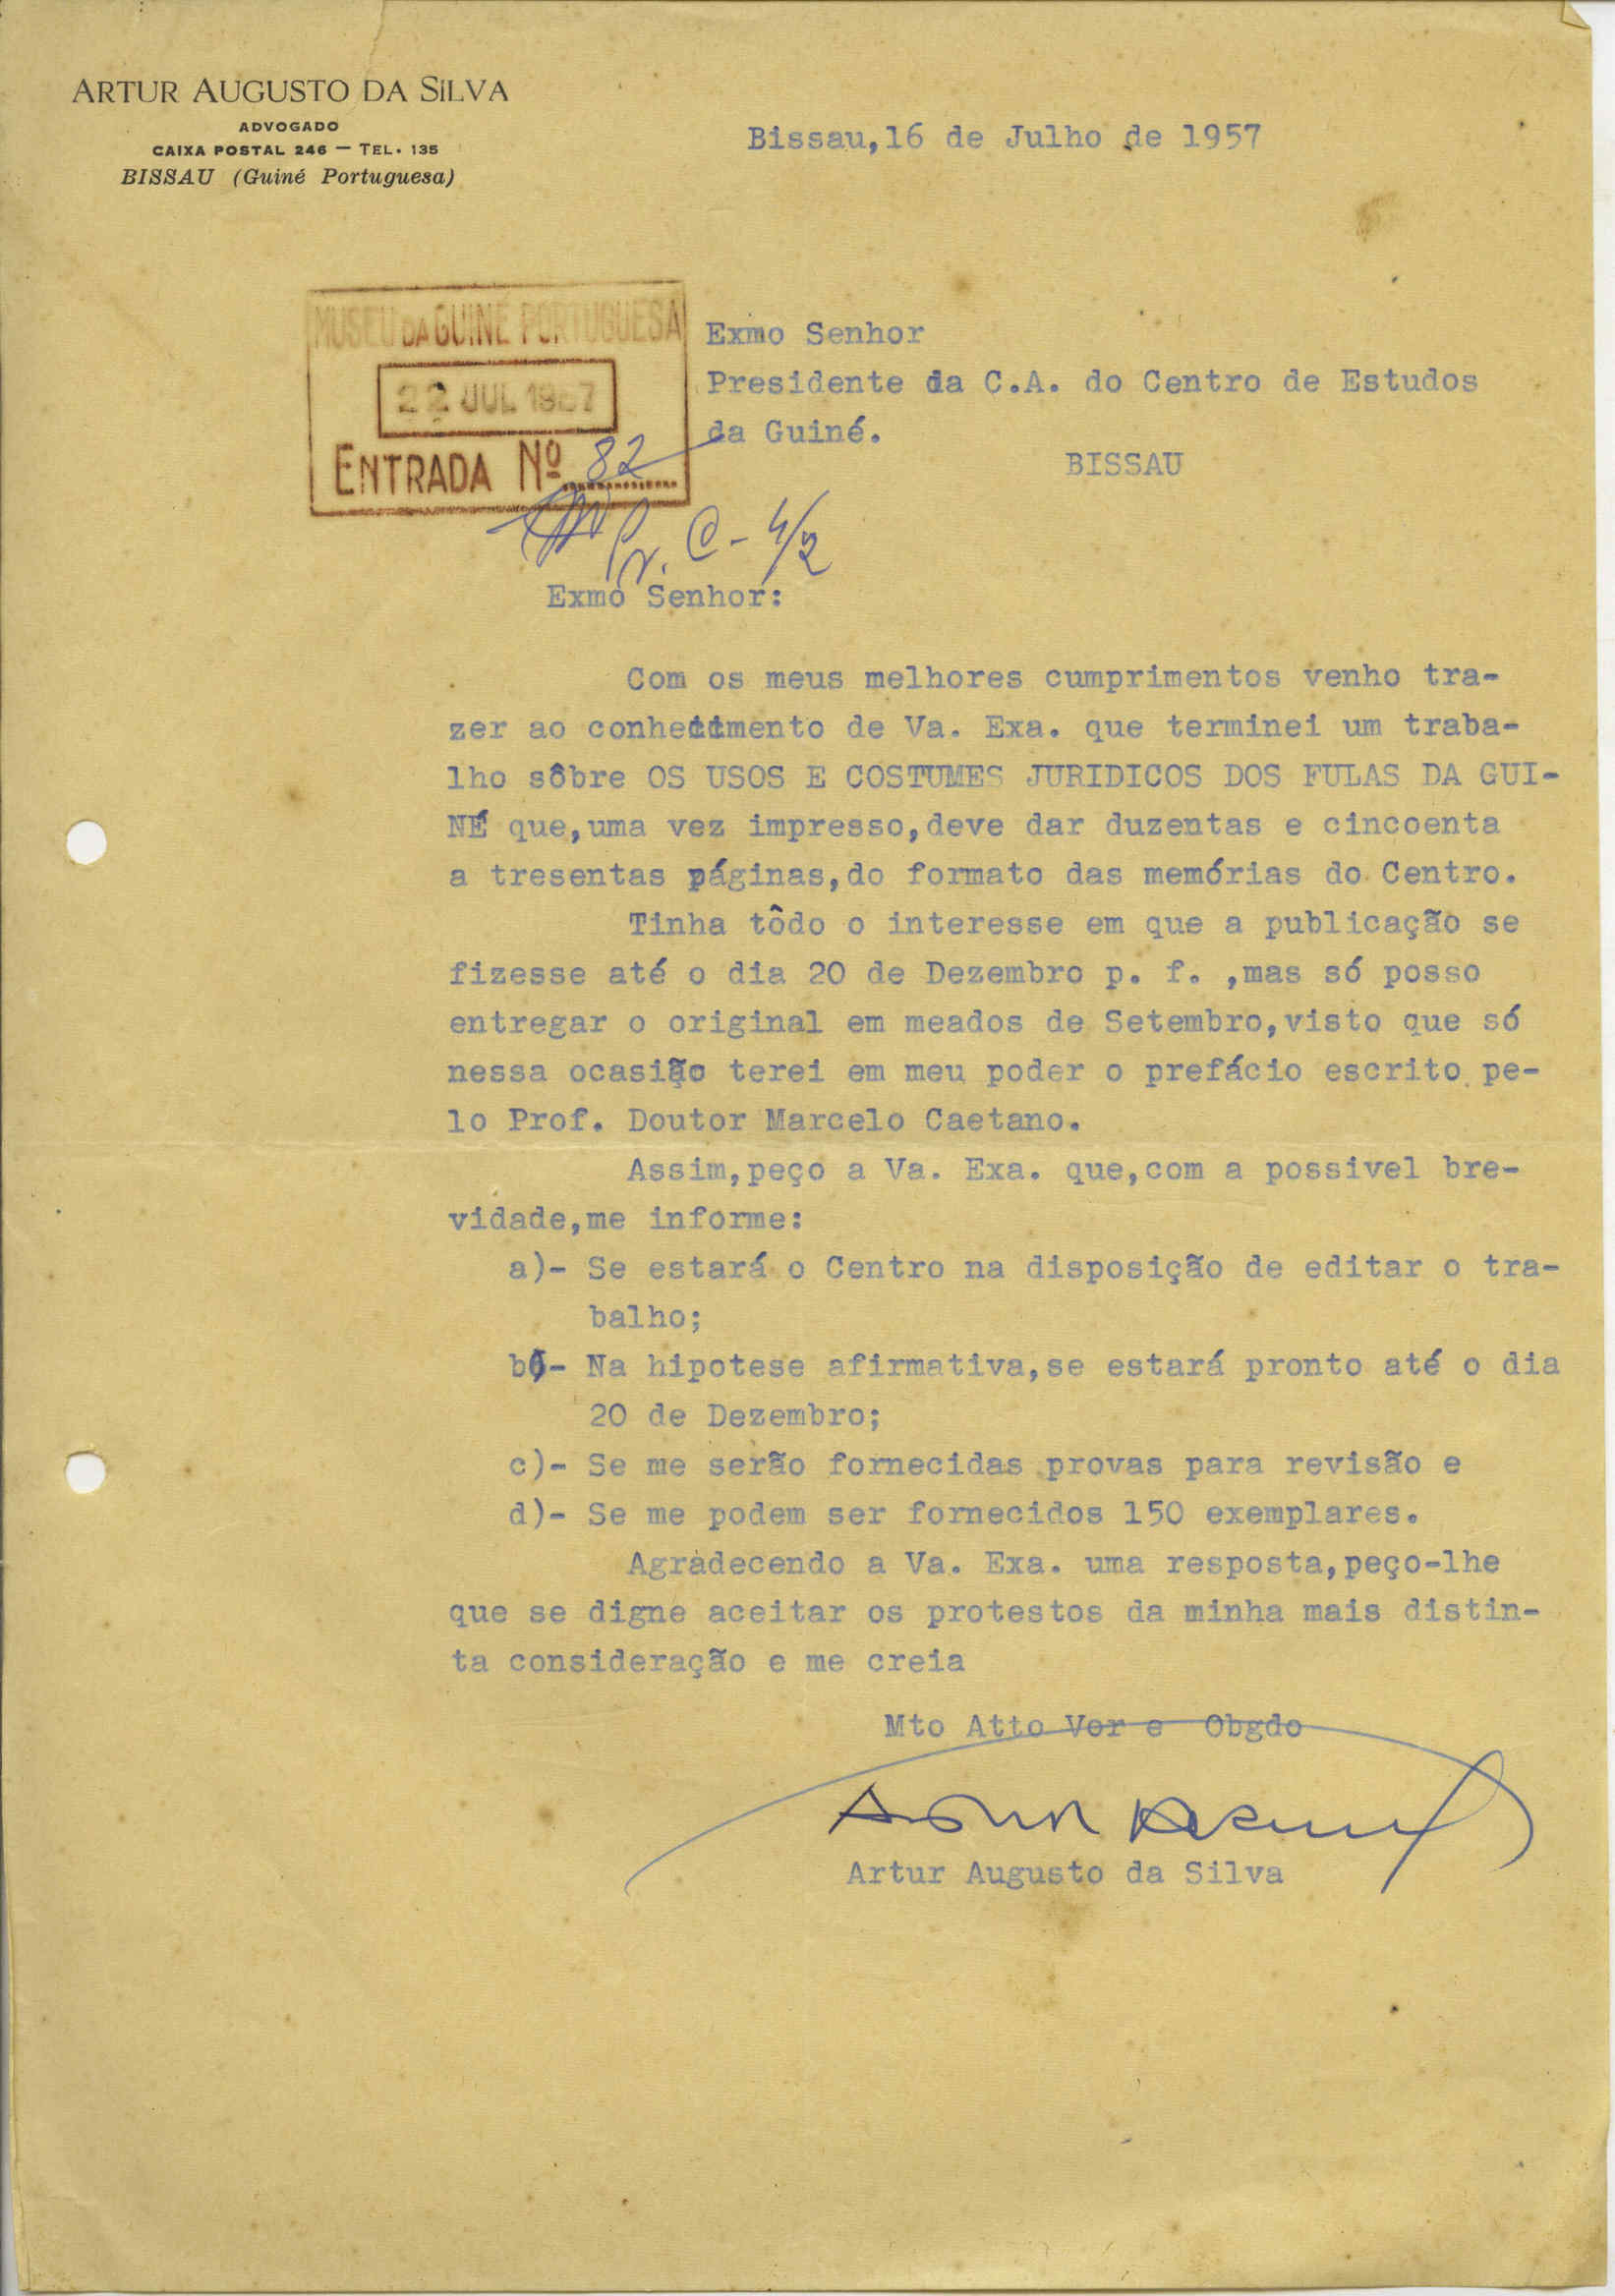 ARTUR AUGUSTO DA SILVA
ADVOGADO
CAIXA POSTAL 246 — TEL. 135
BISSAU (Guiné Portuguesa)
Bissau,16 de Julho de 1957
MUSEU DA GUINÉ PORTUGUESA
22 JUL 1957
ENTRADA Nº 82
Exmo Senhor
Presidente da C.A. do Centro de Estudos
da Guiné.
BISSAU
Pr. C-4/2
Exmo Senhor:
Com os meus melhores cumprimentos venho tra-
zer ao conhecimento de Va. Exa. que terminei um traba-
lho sôbre OS USOS E COSTUMES JURIDICOS DOS FULAS DA GUI-
NÉ que,uma vez impresso,deve dar duzentas e cincoenta
a tresentas páginas,do formato das memórias do Centro.
Tinha tôdo o interesse em que a publicação se
fizesse até o dia 20 de Dezembro p. f. ,mas só posso
entregar o original em meados de Setembro,visto que só
nessa ocasião terei em meu poder o prefácio escrito pe-
lo Prof. Doutor Marcelo Caetano.
Assim,peço a Va. Exa. que,com a possivel bre-
vidade,me informe:
a)- Se estará o Centro na disposição de editar o tra-
balho;
b)- Na hipotese afirmativa,se estará pronto até o dia
20 de Dezembro;
c)- Se me serão fornecidas provas para revisão e
d)- Se me podem ser fornecidos 150 exemplares.
Agradecendo a Va. Exa. uma resposta,peço-lhe
que se digne aceitar os protestos da minha mais distin-
ta consideração e me creia
Mto Atto Vor e Obgdo
Artur Augusto da Silva